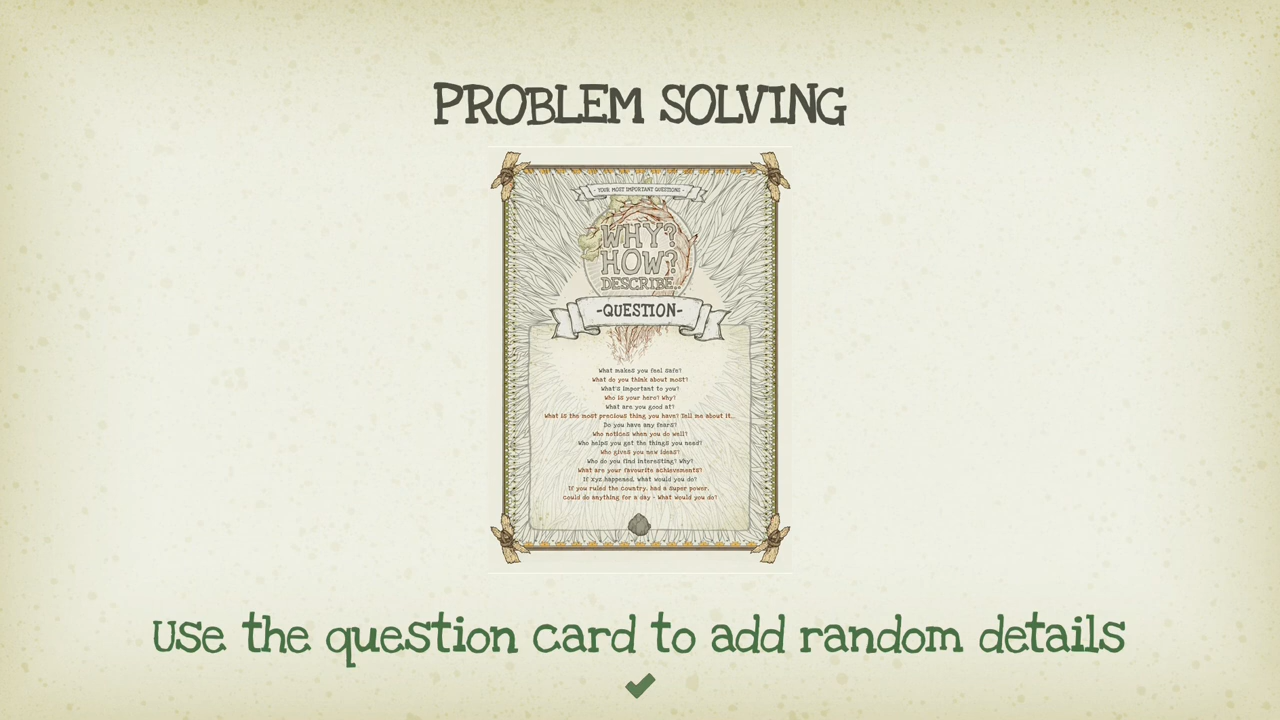 PROBLEM SOLVING
- YOUR MOST IMPORTANT QUESTIONS -
WHY?
HOW?
DESCRIBE..
-QUESTION-
What makes you feel safe?
What do you think about most?
What's important to you?
Who is your hero? Why?
What are you good at?
What is the most precious thing you have? Tell me about it...
Do you have any fears?
Who notices when you do well?
Who helps you get the things you need?
Who gives you new ideas?
Who do you find interesting? Why?
What are your favourite achievements?
If xyz happened, what would you do?
If you ruled the country, had a super power,
could do anything for a day - What would you do?
Use the question card to add random details